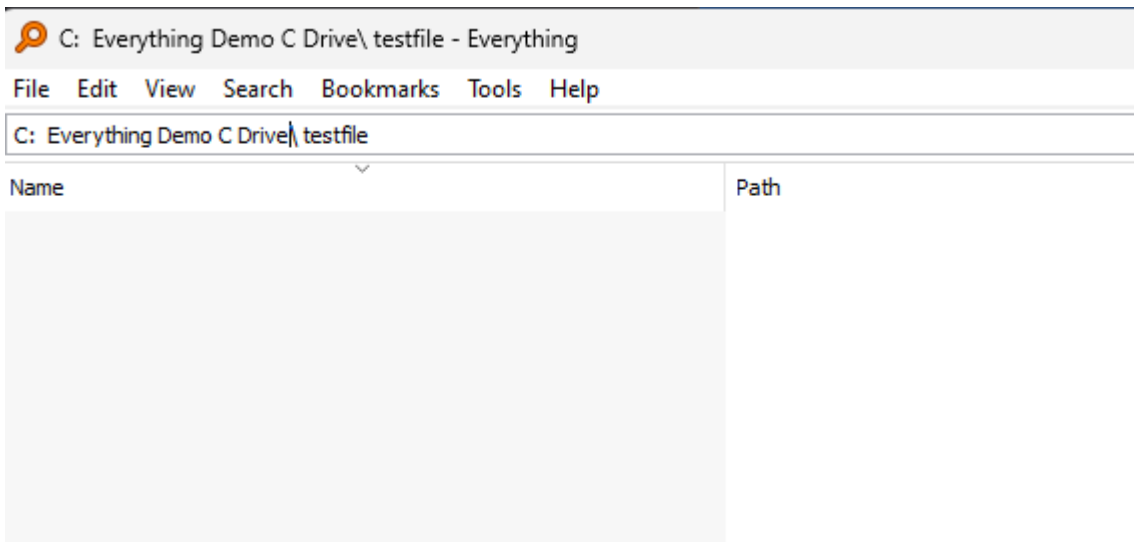 C:  Everything Demo C Drive\ testfile - Everything
File Edit View Search Bookmarks Tools Help
C:  Everything Demo C Drive\ testfile
Name Path